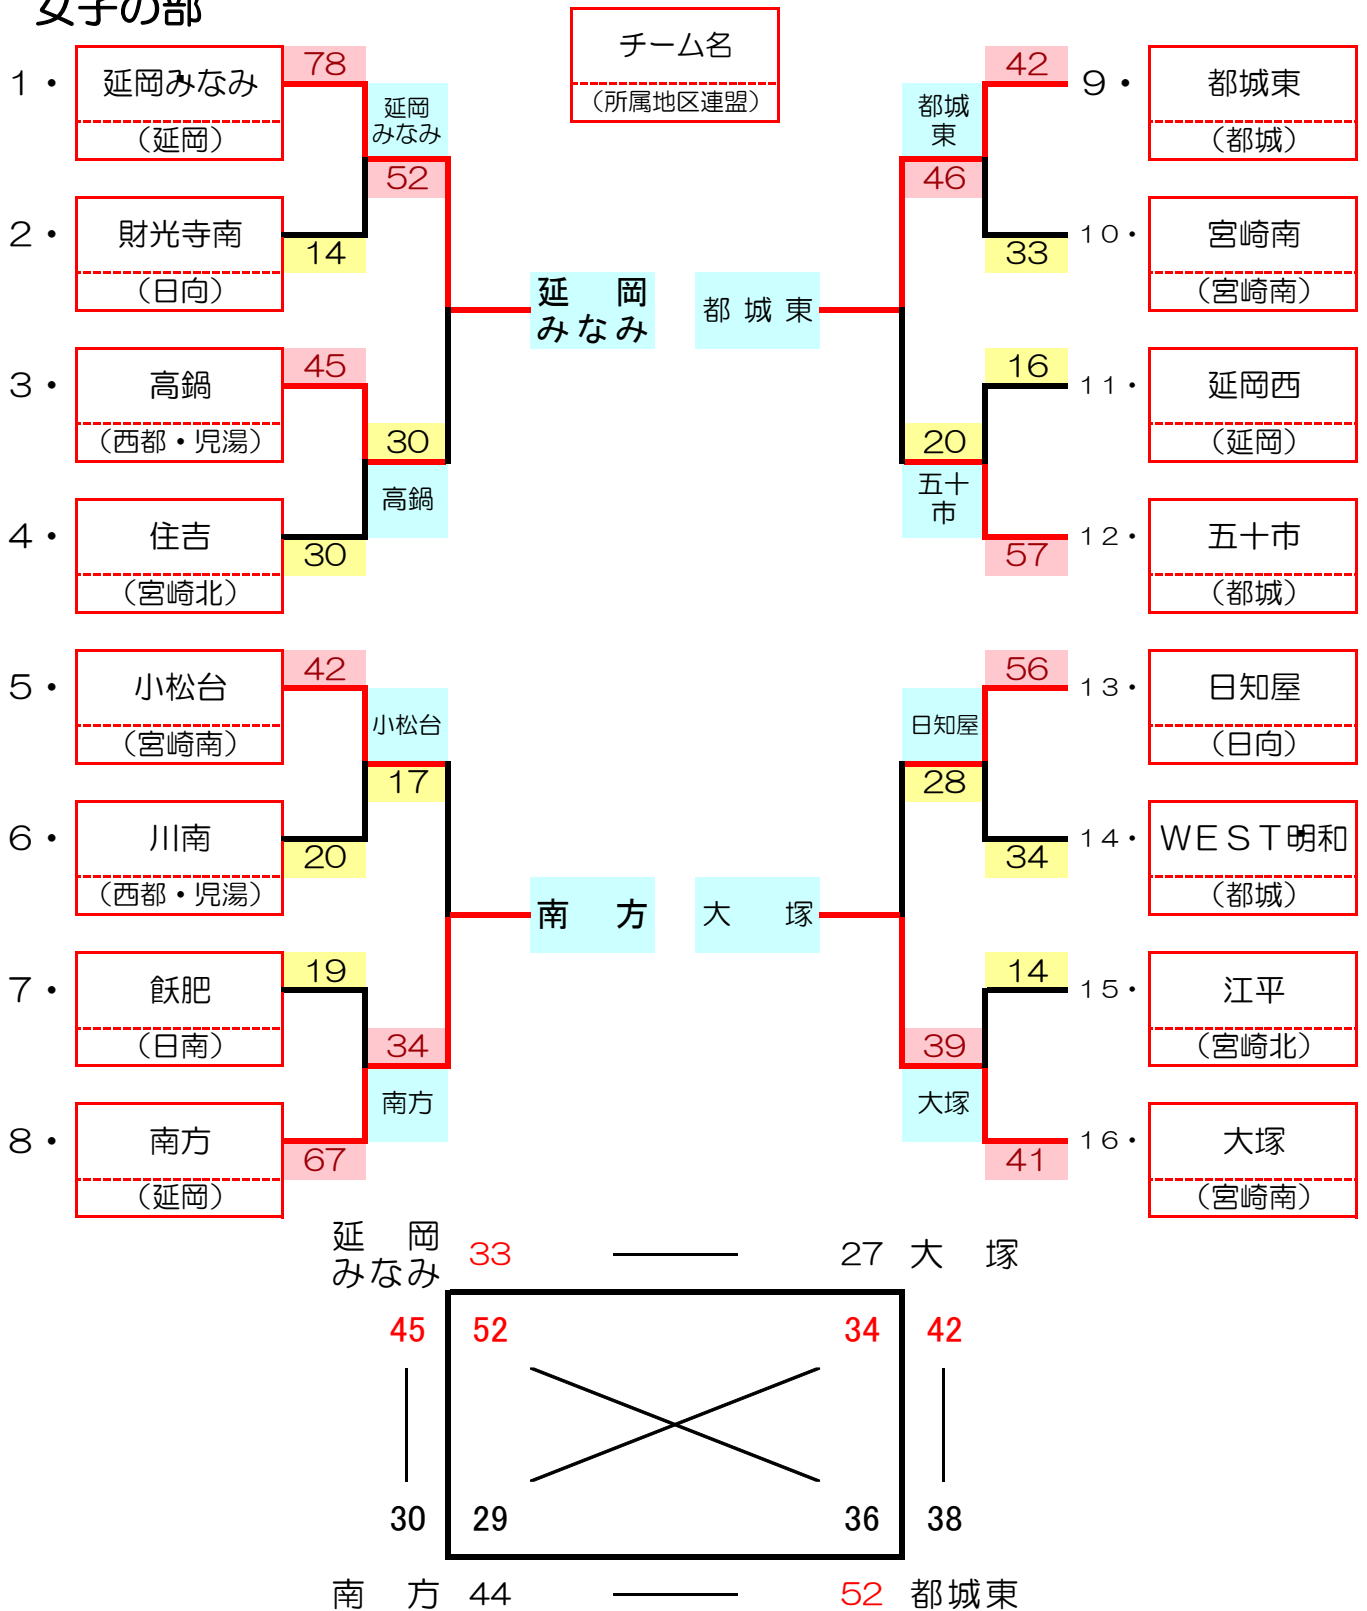 女子の部
チーム名
（所属地区連盟）
1・
延岡みなみ
（延岡）
78
延岡
みなみ
52
2・
財光寺南
（日向）
14
延　岡
みなみ
3・
高鍋
（西都・児湯）
45
30
高鍋
4・
住吉
（宮崎北）
30
5・
小松台
（宮崎南）
42
小松台
17
6・
川南
（西都・児湯）
20
南　方
7・
飫肥
（日南）
19
34
南方
8・
南方
（延岡）
67
42
9・
都城東
（都城）
都城
東
46
33
10・
宮崎南
（宮崎南）
都 城 東
16
11・
延岡西
（延岡）
20
五十
市
57
12・
五十市
（都城）
56
13・
日知屋
（日向）
日知屋
28
34
14・
ＷＥＳＴ明和
（都城）
大　塚
14
15・
江平
（宮崎北）
39
大塚
41
16・
大塚
（宮崎南）
延　岡
みなみ
33
27 大　塚
45 52 34 42
30 29 36 38
南　方 44 52 都城東